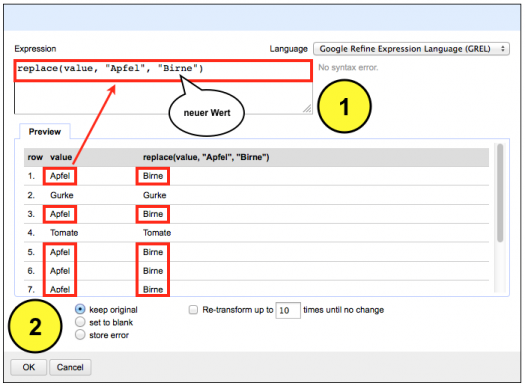 Expression Language Google Refine Expression Language (GREL)
replace(value, "Apfel", "Birne") No syntax error.
neuer Wert
1
Preview
row value replace(value, "Apfel", "Birne")
1. Apfel Birne
2. Gurke Gurke
3. Apfel Birne
4. Tomate Tomate
5. Apfel Birne
6. Apfel Birne
7. Apfel Birne
2
keep original Re-transform up to 10 times until no change
set to blank
store error
OK Cancel